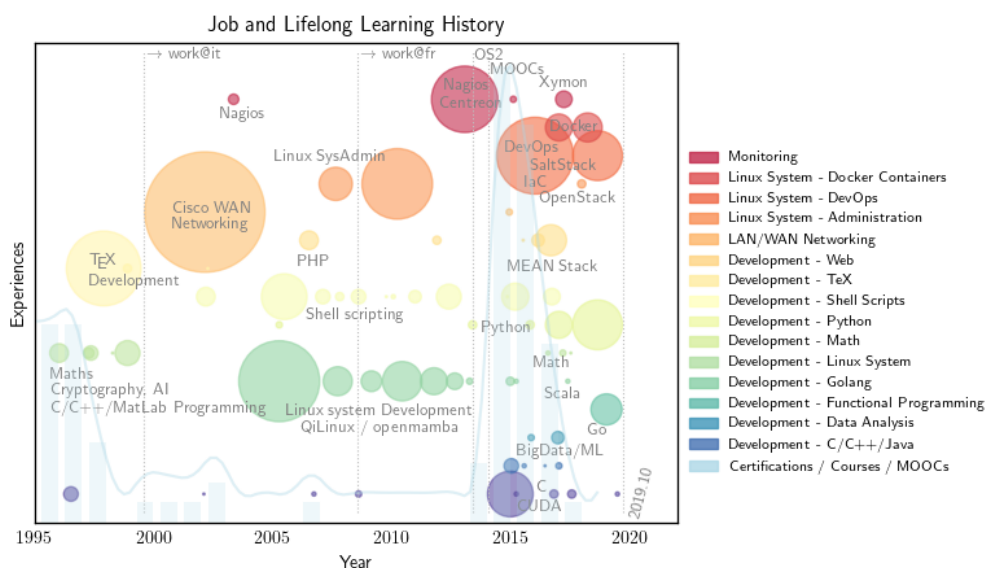 Job and Lifelong Learning History
→ work@it
→ work@fr
OS2
MOOCs
Nagios
Centreon
Xymon
Nagios
Docker
DevOps
Linux SysAdmin
SaltStack
IaC
OpenStack
Cisco WAN
Networking
TEX
Development
PHP
MEAN Stack
Shell scripting
Python
Maths
Cryptography, AI
C/C++/MatLab Programming
Math
Scala
Linux system Development
QiLinux / openmamba
Go
BigData/ML
C
CUDA
2019.10
Experiences
1995
2000
2005
2010
2015
2020
Year
Monitoring
Linux System - Docker Containers
Linux System - DevOps
Linux System - Administration
LAN/WAN Networking
Development - Web
Development - TeX
Development - Shell Scripts
Development - Python
Development - Math
Development - Linux System
Development - Golang
Development - Functional Programming
Development - Data Analysis
Development - C/C++/Java
Certifications / Courses / MOOCs